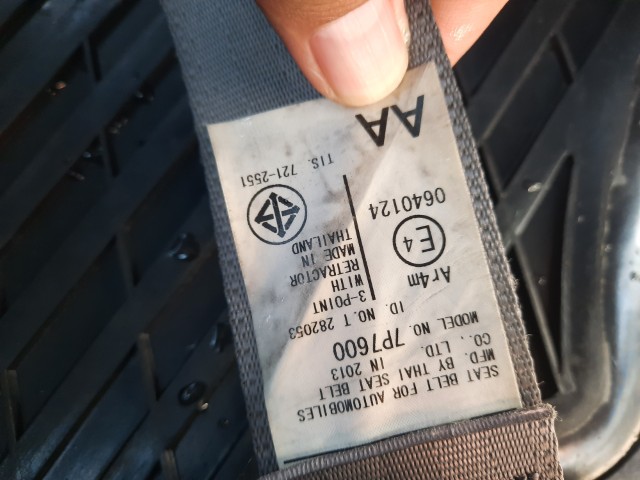 SEAT BELT FOR AUTOMOBILES
MFD. BY THAI SEAT BELT
CO., LTD. IN 2013
MODEL NO. 7P7600
ID. NO. T 282053
3-POINT
WITH
RETRACTOR
MADE IN
THAILAND
Ar4m
E4
0640124
TIS. 721-2551
AA